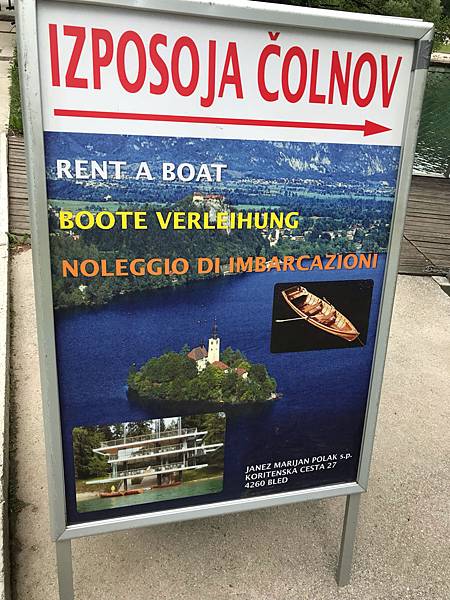 IZPOSOJA ČOLNOV
RENT A BOAT
BOOTE VERLEIHUNG
NOLEGGIO DI IMBARCAZIONI
JANEZ MARIJAN POLAK s.p.
KORITENSKA CESTA 27
4260 BLED